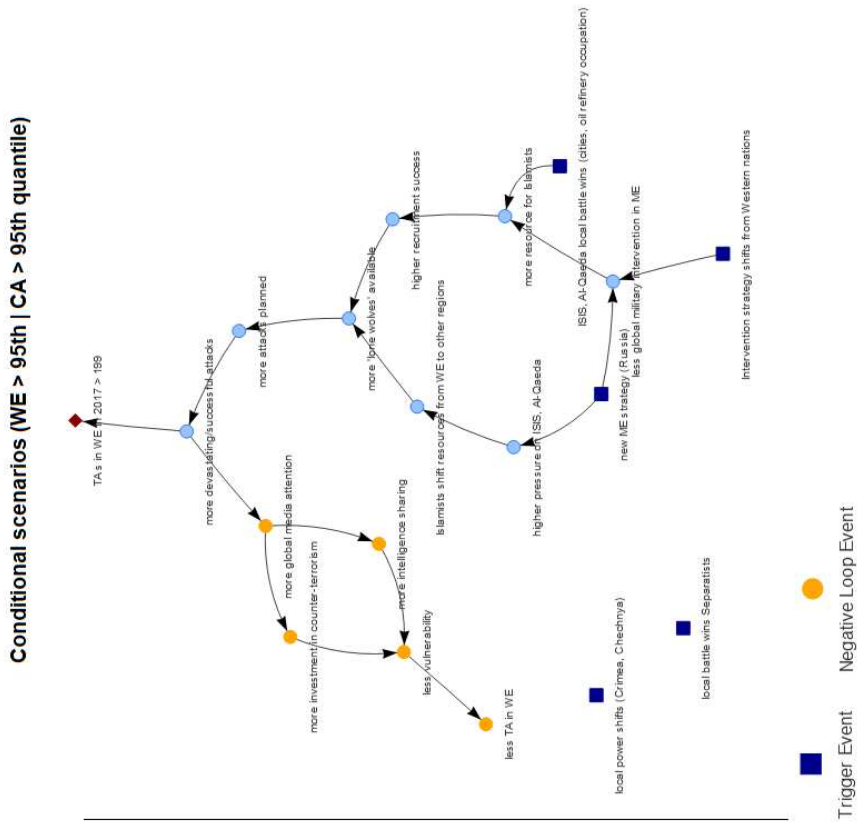 Conditional scenarios (WE > 95th | CA > 95th quantile)
TAs in WE in 2017 > 199
more devastating/successful attacks
more attacks planned
more global media attention
more investment in counter-terrorism
more 'lone wolves' available
higher recruitment success
more intelligence sharing
less vulnerability
Islamists shift resources from WE to other regions
less TA in WE
more resource for Islamists
higher pressure on ISIS, Al-Qaeda
ISIS, Al-Qaeda local battle wins (cities, oil refinery occupation)
new ME strategy (Russia)
less global military intervention in ME
local power shifts (Crimea, Chechnya)
local battle wins Separatists
Intervention strategy shifts from Western nations
Trigger Event
Negative Loop Event